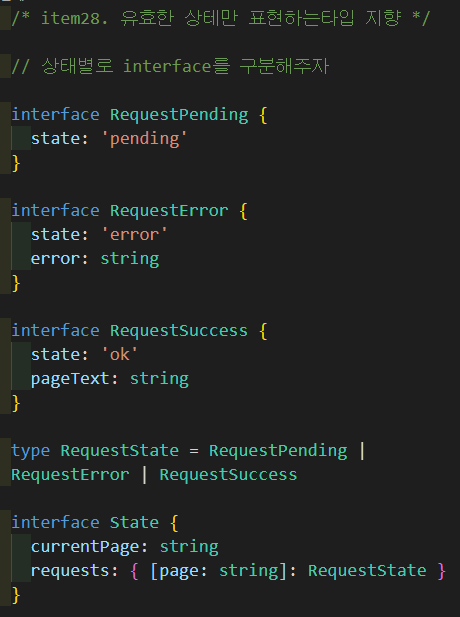 /* item28. 유효한 상테만 표현하는타입 지향 */
// 상태별로 interface를 구분해주자
interface RequestPending {
state: 'pending'
}
interface RequestError {
state: 'error'
error: string
}
interface RequestSuccess {
state: 'ok'
pageText: string
}
type RequestState = RequestPending |
RequestError | RequestSuccess
interface State {
currentPage: string
requests: { [page: string]: RequestState }
}